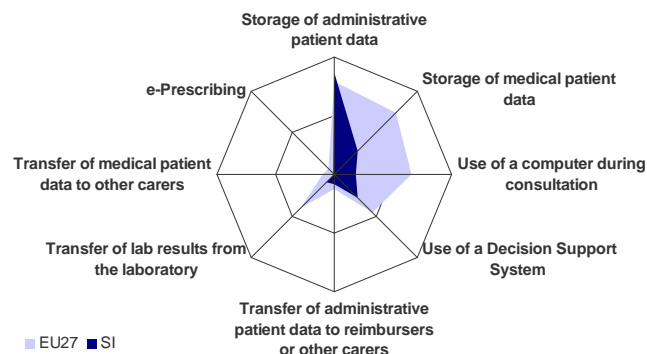 Storage of administrative
patient data
Storage of medical patient
data
Use of a computer during
consultation
Use of a Decision Support
System
Transfer of administrative
patient data to reimbursers
or other carers
Transfer of lab results from
the laboratory
Transfer of medical patient
data to other carers
e-Prescribing
EU27 SI